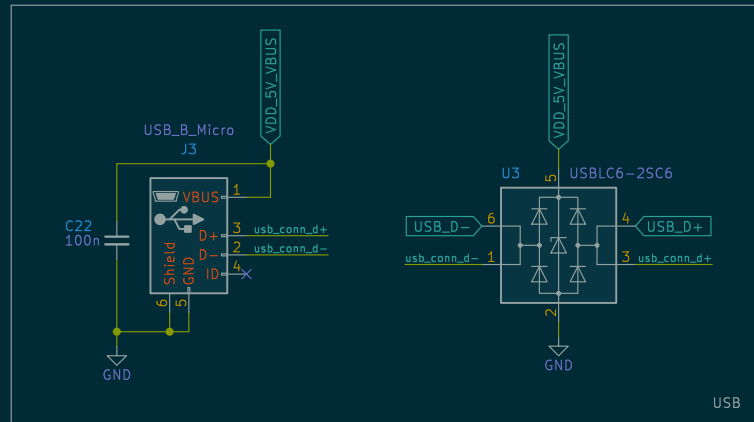 VDD_5V_VBUS
USB_B_Micro
J3
C22
100n
VBUS
1
D+
3
usb_conn_d+
D-
2
usb_conn_d-
ID
4
Shield
GND
6
5
GND
VDD_5V_VBUS
U3
USBLC6-2SC6
5
USB_D-
6
4
USB_D+
usb_conn_d-
1
3
usb_conn_d+
2
GND
USB